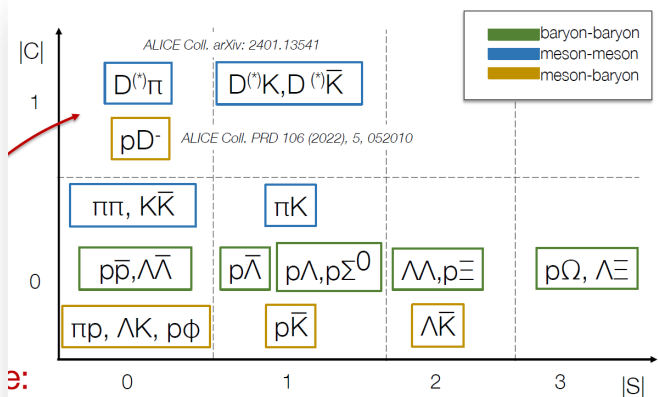 |C|
ALICE Coll. arXiv: 2401.13541
baryon-baryon
meson-meson
meson-baryon
D⁽*⁾π
D⁽*⁾K,D⁽*⁾K̅
1
pD⁻
ALICE Coll. PRD 106 (2022), 5, 052010
ππ, KK̅
πK
0
pp̅,ΛΛ̅
pΛ̅
pΛ,pΣ⁰
ΛΛ,pΞ
pΩ, ΛΞ
πp, ΛK, pϕ
pK̅
ΛK̅
e:
0
1
2
3
|S|